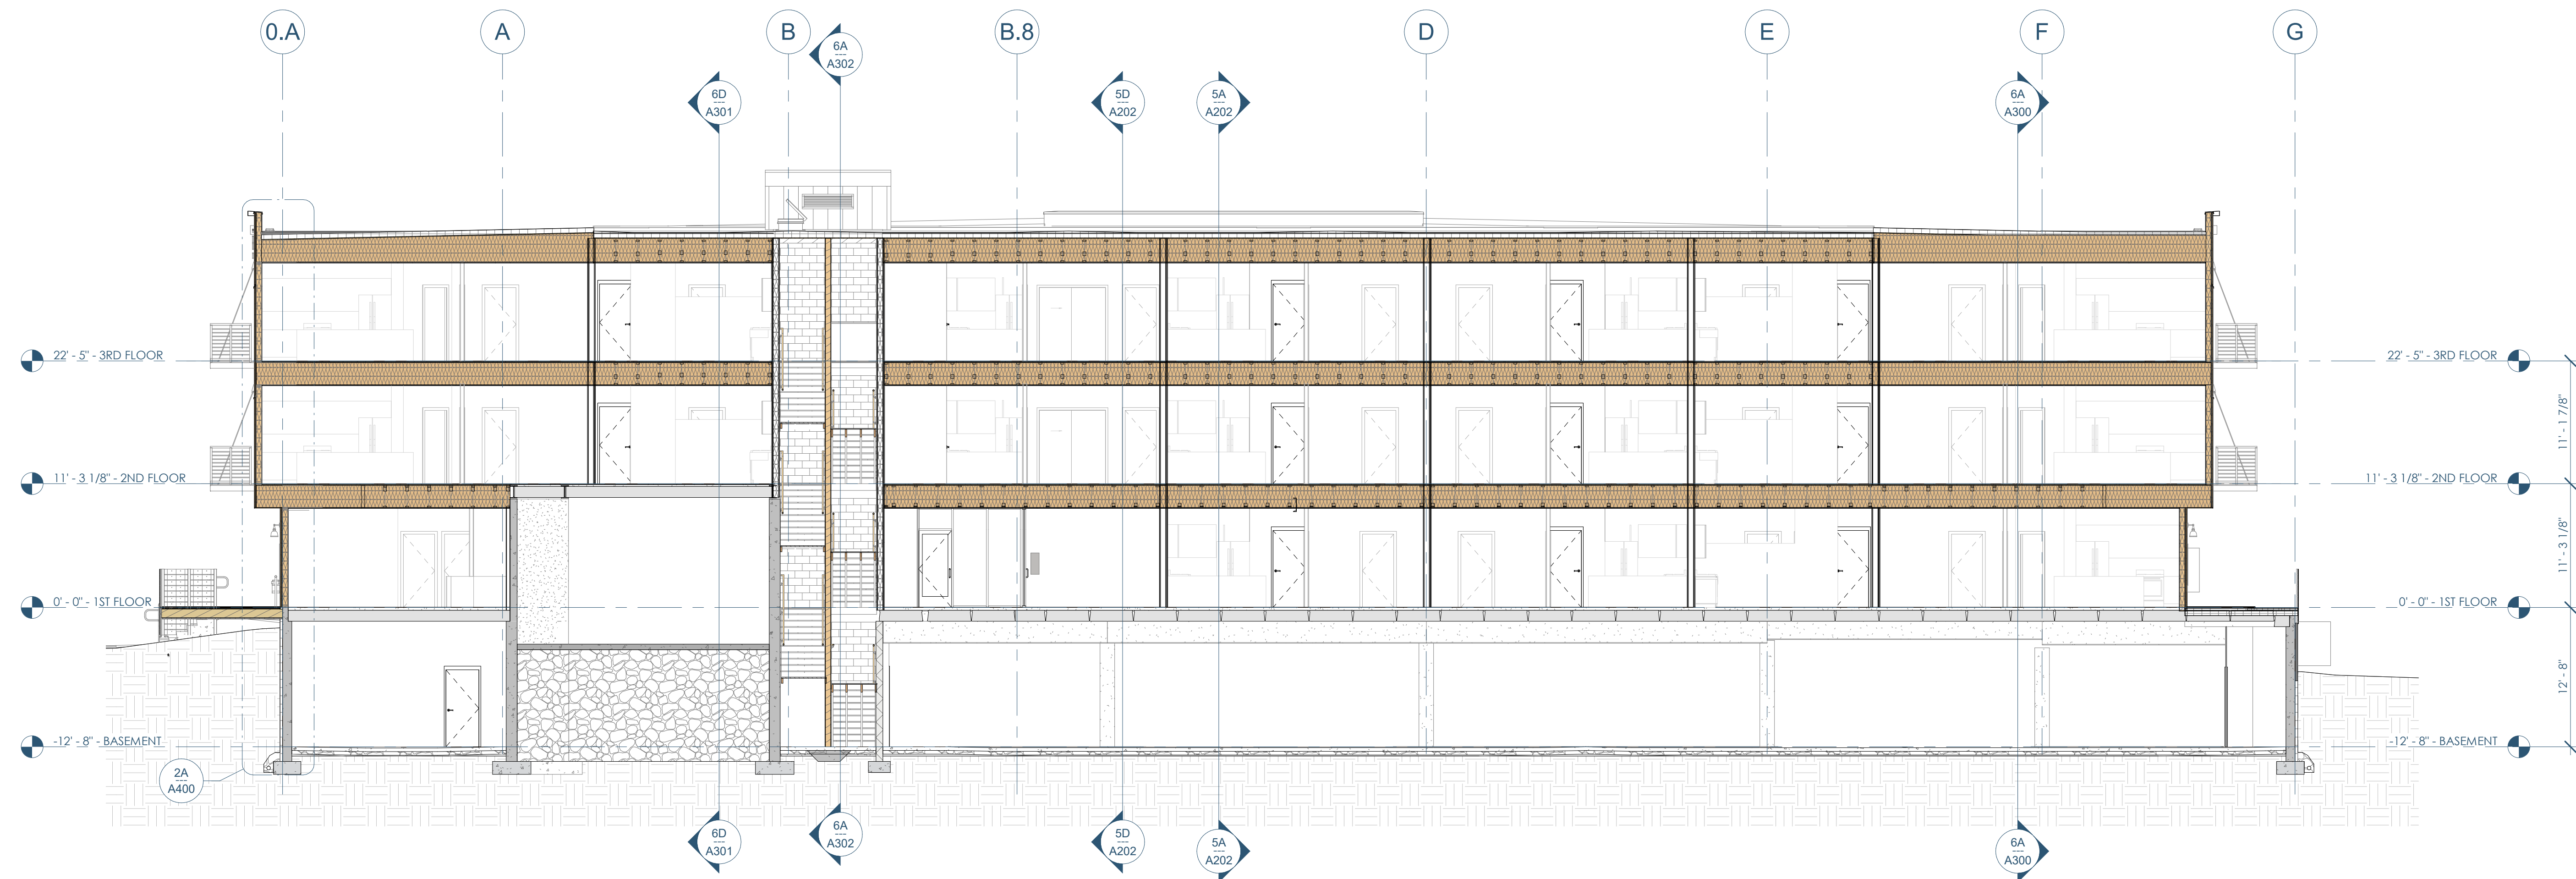 0.A
A
B
B.8
D
E
F
G
6A
---
A302
6D
---
A301
5D
---
A202
5A
---
A202
6A
---
A300
22' - 5" - 3RD FLOOR
22' - 5" - 3RD FLOOR
11' - 1 7/8"
11' - 3 1/8" - 2ND FLOOR
11' - 3 1/8" - 2ND FLOOR
11' - 3 1/8"
0' - 0" - 1ST FLOOR
0' - 0" - 1ST FLOOR
12' - 8"
-12' - 8" - BASEMENT
-12' - 8" - BASEMENT
2A
---
A400
6D
---
A301
6A
---
A302
5D
---
A202
5A
---
A202
6A
---
A300